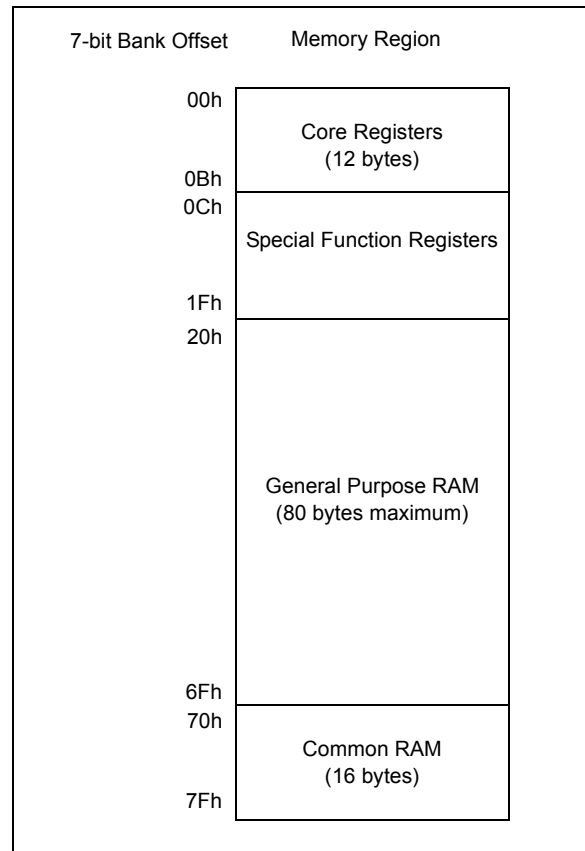 7-bit Bank Offset Memory Region
00h
Core Registers
(12 bytes)
0Bh
0Ch
Special Function Registers
1Fh
20h
General Purpose RAM
(80 bytes maximum)
6Fh
70h
Common RAM
(16 bytes)
7Fh